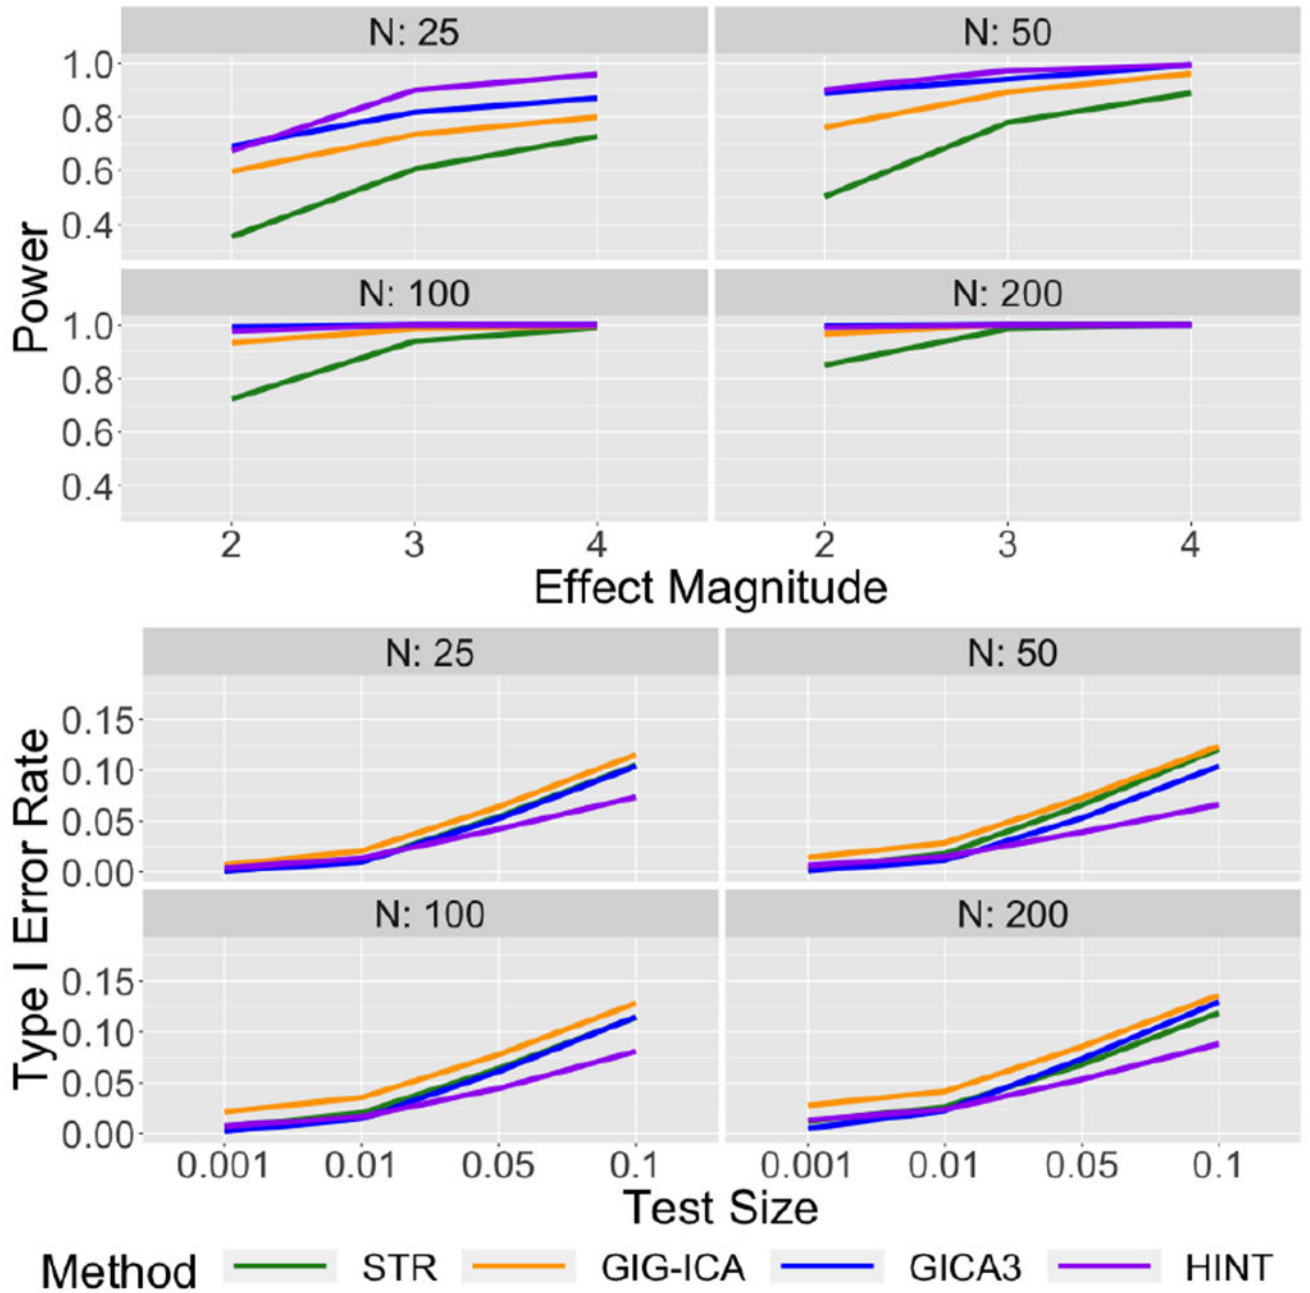 N: 25 N: 50
1.0
0.8
0.6
0.4
Power
N: 100 N: 200
1.0
0.8
0.6
0.4
2 3 4 2 3 4
Effect Magnitude
N: 25 N: 50
0.15
0.10
0.05
0.00
Type I Error Rate
N: 100 N: 200
0.15
0.10
0.05
0.00
0.001 0.01 0.05 0.1 0.001 0.01 0.05 0.1
Test Size
Method STR GIG-ICA GICA3 HINT